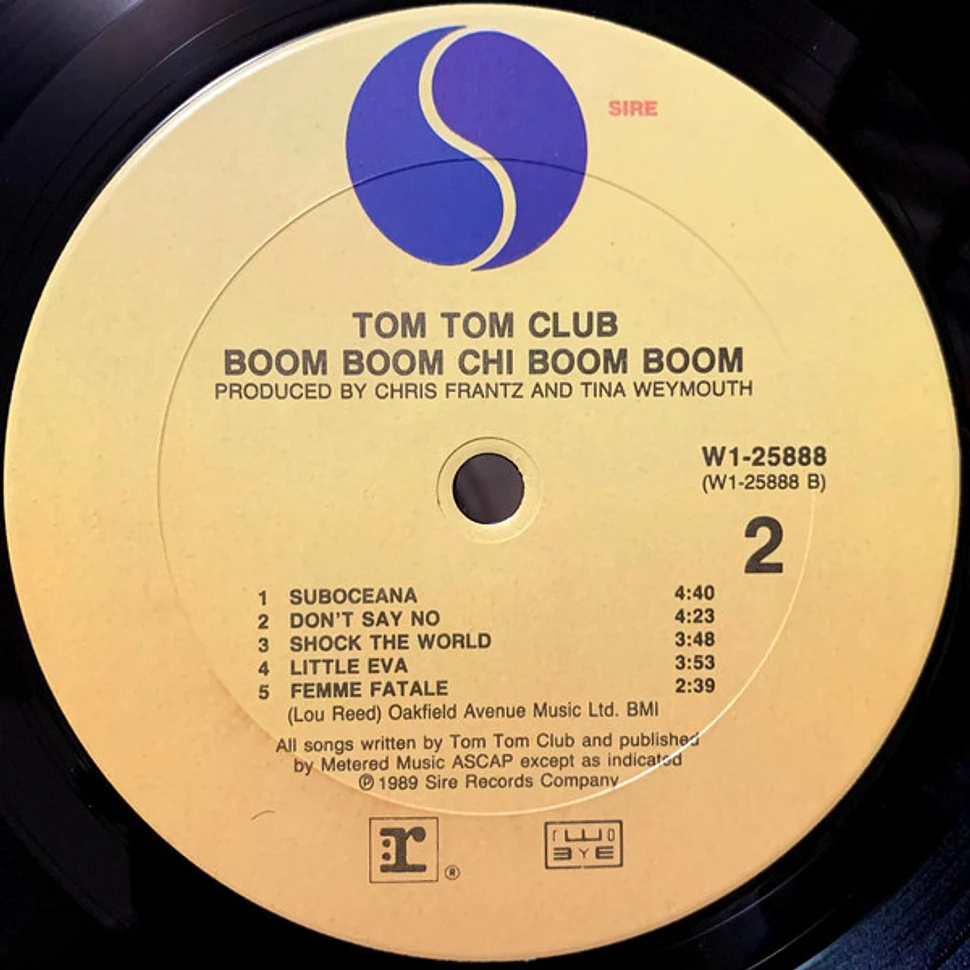 SIRE
TOM TOM CLUB
BOOM BOOM CHI BOOM BOOM
PRODUCED BY CHRIS FRANTZ AND TINA WEYMOUTH
W1-25888
(W1-25888 B)
2
1 SUBOCEANA 4:40
2 DON'T SAY NO 4:23
3 SHOCK THE WORLD 3:48
4 LITTLE EVA 3:53
5 FEMME FATALE 2:39
(Lou Reed) Oakfield Avenue Music Ltd. BMI
All songs written by Tom Tom Club and published
by Metered Music ASCAP except as indicated
℗ 1989 Sire Records Company
:r ®
EYE